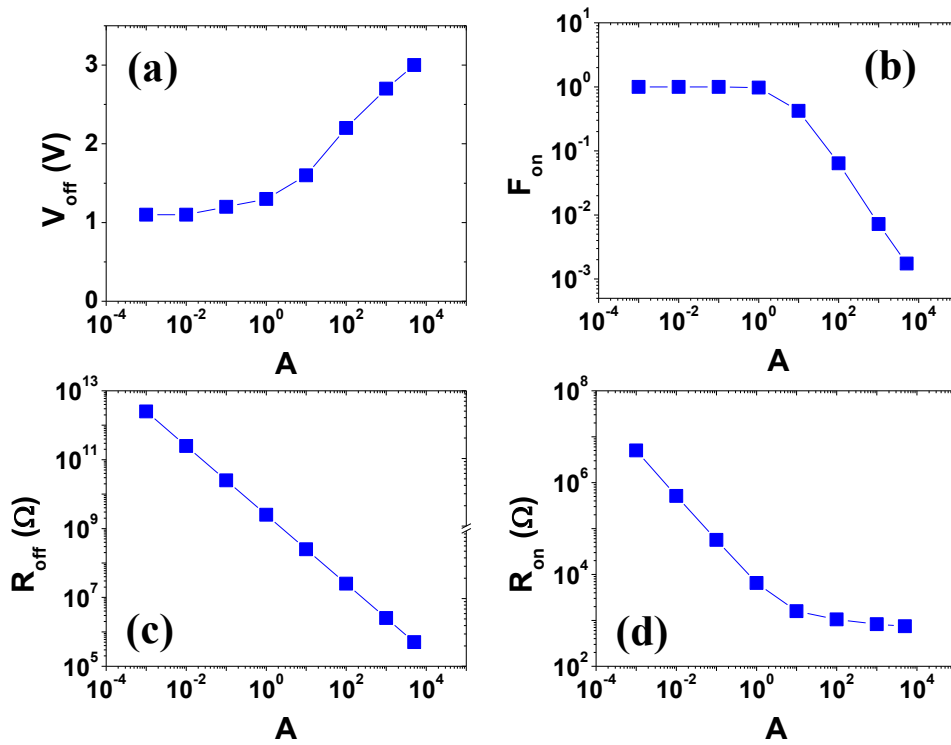 (a)
V_off (V)
3
2
1
0
10^-4 10^-2 10^0 10^2 10^4
A
(b)
F_on
10^1
10^0
10^-1
10^-2
10^-3
10^-4 10^-2 10^0 10^2 10^4
A
(c)
R_off (Ω)
10^13
10^11
10^9
10^7
10^5
10^-4 10^-2 10^0 10^2 10^4
A
(d)
R_on (Ω)
10^8
10^6
10^4
10^2
10^-4 10^-2 10^0 10^2 10^4
A